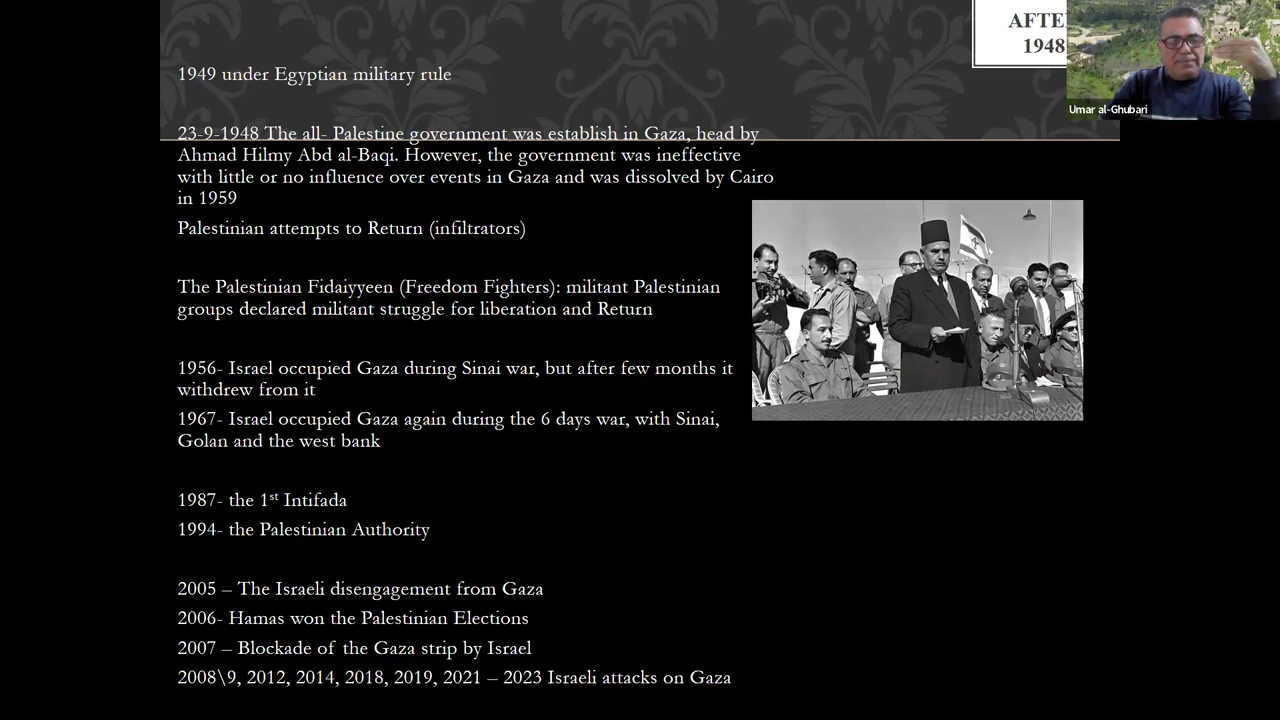 AFTE
1948
Umar al-Ghubari
1949 under Egyptian military rule
23-9-1948 The all- Palestine government was establish in Gaza, head by
Ahmad Hilmy Abd al-Baqi. However, the government was ineffective
with little or no influence over events in Gaza and was dissolved by Cairo
in 1959
Palestinian attempts to Return (infiltrators)
The Palestinian Fidaiyyeen (Freedom Fighters): militant Palestinian
groups declared militant struggle for liberation and Return
1956- Israel occupied Gaza during Sinai war, but after few months it
withdrew from it
1967- Israel occupied Gaza again during the 6 days war, with Sinai,
Golan and the west bank
1987- the 1st Intifada
1994- the Palestinian Authority
2005 – The Israeli disengagement from Gaza
2006- Hamas won the Palestinian Elections
2007 – Blockade of the Gaza strip by Israel
2008\9, 2012, 2014, 2018, 2019, 2021 – 2023 Israeli attacks on Gaza